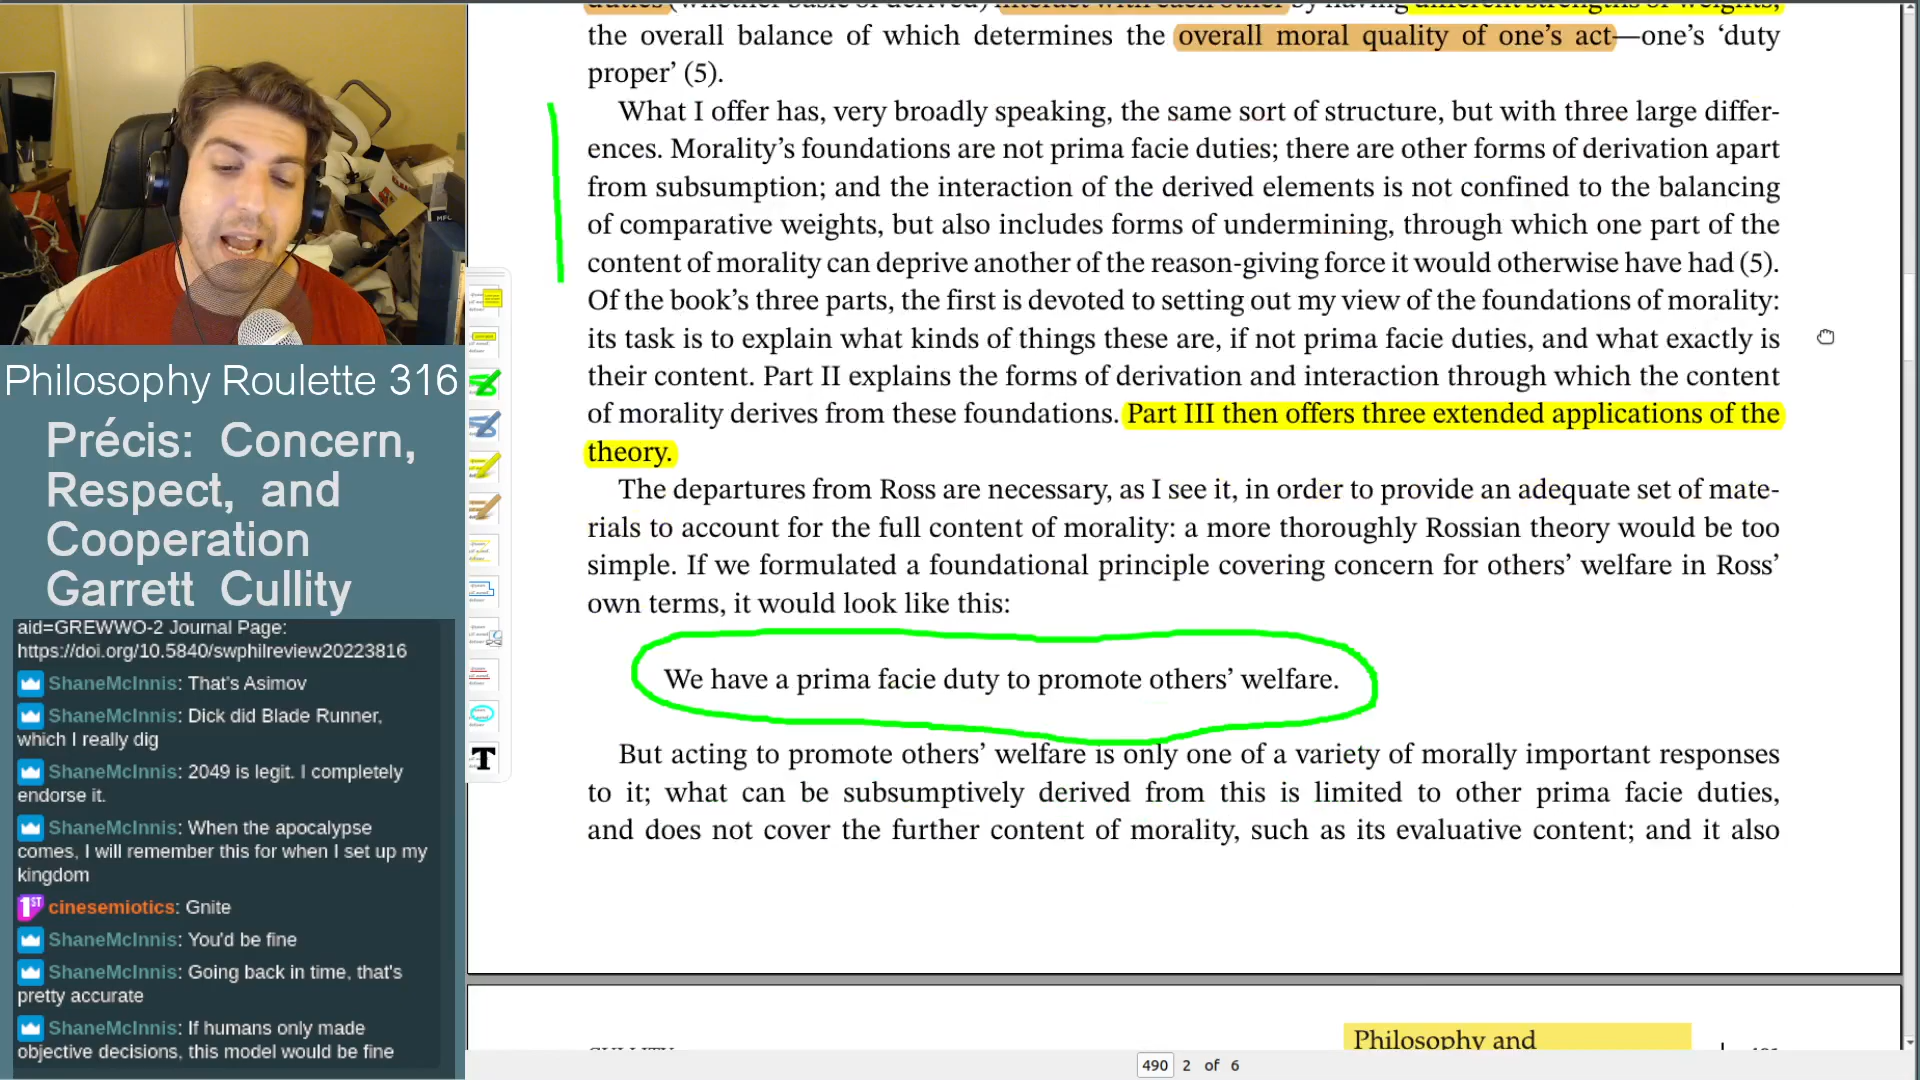 duties (whether basic or derived) interact with each other by having different strengths or weights,
the overall balance of which determines the overall moral quality of one's act—one's ‘duty
proper’ (5).
What I offer has, very broadly speaking, the same sort of structure, but with three large differ-
ences. Morality’s foundations are not prima facie duties; there are other forms of derivation apart
from subsumption; and the interaction of the derived elements is not confined to the balancing
of comparative weights, but also includes forms of undermining, through which one part of the
content of morality can deprive another of the reason-giving force it would otherwise have had (5).
Of the book’s three parts, the first is devoted to setting out my view of the foundations of morality:
its task is to explain what kinds of things these are, if not prima facie duties, and what exactly is
their content. Part II explains the forms of derivation and interaction through which the content
of morality derives from these foundations. Part III then offers three extended applications of the
theory.
The departures from Ross are necessary, as I see it, in order to provide an adequate set of mate-
rials to account for the full content of morality: a more thoroughly Rossian theory would be too
simple. If we formulated a foundational principle covering concern for others’ welfare in Ross’
own terms, it would look like this:
We have a prima facie duty to promote others’ welfare.
But acting to promote others’ welfare is only one of a variety of morally important responses
to it; what can be subsumptively derived from this is limited to other prima facie duties,
and does not cover the further content of morality, such as its evaluative content; and it also
Philosophy and
490 2 of 6
T
Philosophy Roulette 316
Précis: Concern,
Respect, and
Cooperation
Garrett Cullity
aid=GREWWO-2 Journal Page:
https://doi.org/10.5840/swphilreview20223816
ShaneMcInnis: That's Asimov
ShaneMcInnis: Dick did Blade Runner,
which I really dig
ShaneMcInnis: 2049 is legit. I completely
endorse it.
ShaneMcInnis: When the apocalypse
comes, I will remember this for when I set up my
kingdom
1ST cinesemiotics: Gnite
ShaneMcInnis: You'd be fine
ShaneMcInnis: Going back in time, that's
pretty accurate
ShaneMcInnis: If humans only made
objective decisions, this model would be fine